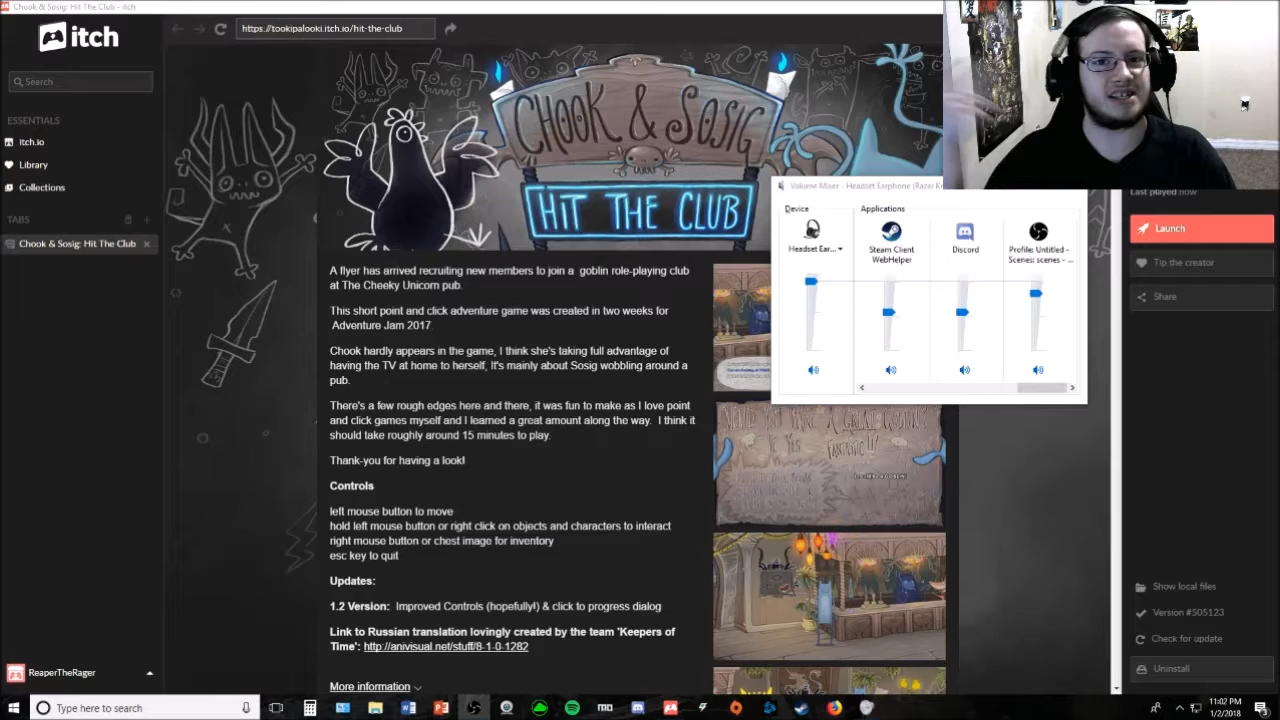 Chook & Sosig: Hit The Club - itch
itch
https://tookipalooki.itch.io/hit-the-club
Search...
ESSENTIALS
itch.io
Library
Collections
TABS
Chook & Sosig: Hit The Club
CHOOK & SOSIG
HIT THE CLUB
A flyer has arrived recruiting new members to join a goblin role-playing club
at The Cheeky Unicorn pub.
This short point and click adventure game was created in two weeks for
Adventure Jam 2017
Chook hardly appears in the game, I think she's taking full advantage of
having the TV at home to herself, It's mainly about Sosig wobbling around a
pub.
There's a few rough edges here and there, it was fun to make as I love point
and click games myself and I learned a great amount along the way. I think it
should take roughly around 15 minutes to play.
Thank-you for having a look!
Controls
left mouse button to move
hold left mouse button or right click on objects and characters to interact
right mouse button or chest image for inventory
esc key to quit
Updates:
1.2 Version: Improved Controls (hopefully!) & click to progress dialog
Link to Russian translation lovingly created by the team 'Keepers of
Time': http://anivisual.net/stuff/8-1-0-1282
More information
Volume Mixer - Headset Earphone (Razer K
Device
Applications
Headset Ear...
Steam Client
WebHelper
Discord
Profile: Untitled -
Scenes: scenes - ...
Last played now
Launch
Tip the creator
Share
Show local files
Version #505123
Check for update
Uninstall
ReaperTheRager
Type here to search
11:02 PM
1/2/2018